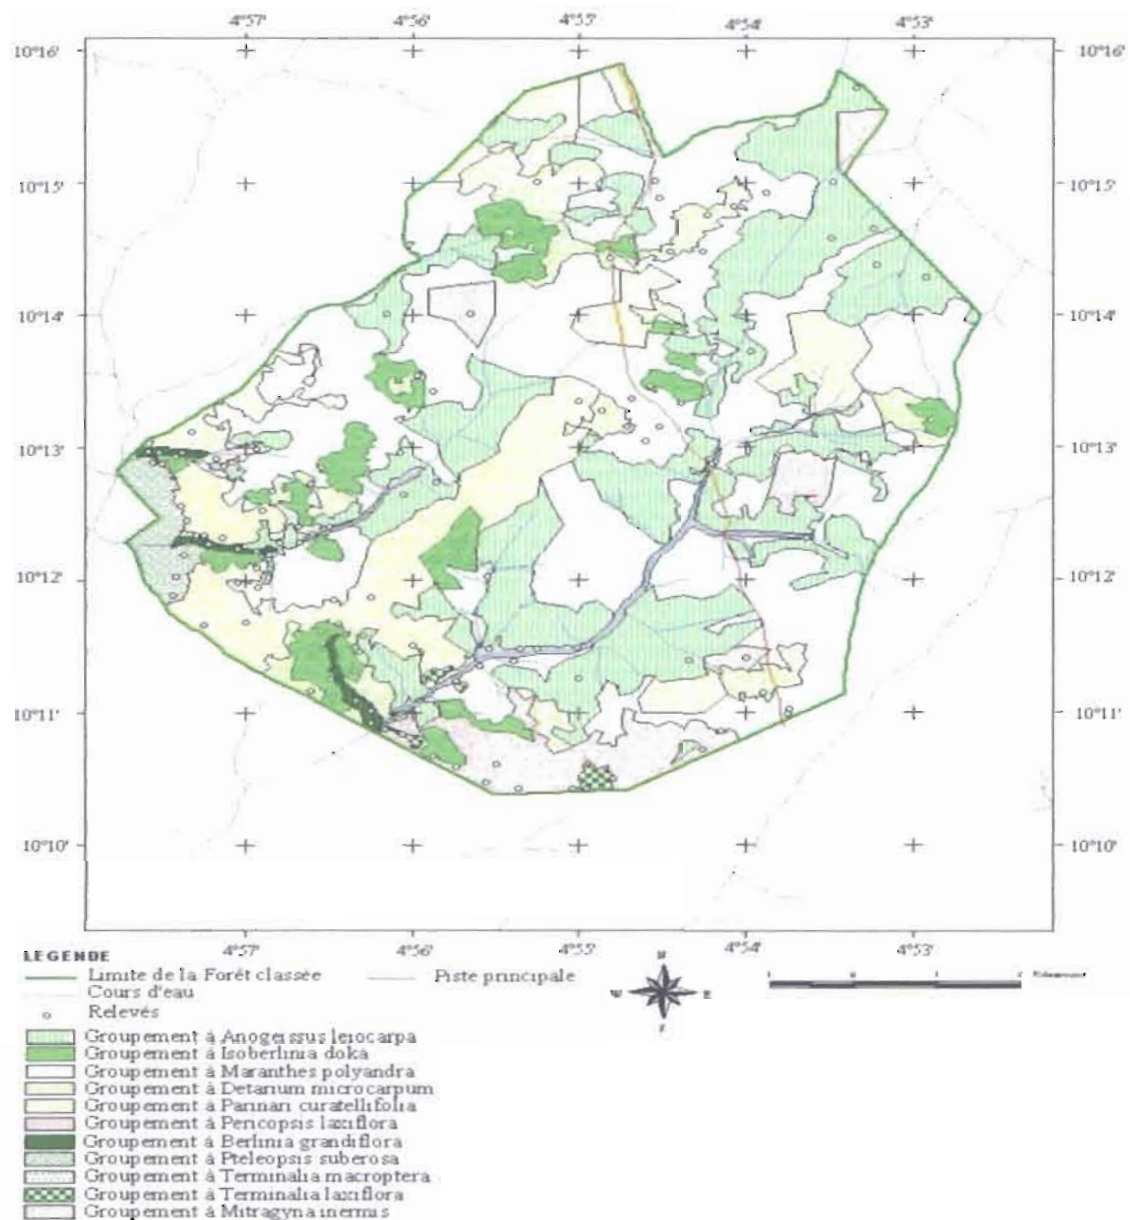 4°57' 4°56' 4°55' 4°54' 4°53'
10°16' 10°16'
10°15' 10°15'
10°14' 10°14'
10°13' 10°13'
10°12' 10°12'
10°11' 10°11'
10°10' 10°10'
4°57' 4°56' 4°55' 4°54' 4°53'
LEGENDE
Limite de la Forêt classée
Piste principale
Cours d'eau
Relevés
N
W E
Groupement à Anogeissus leiocarpa
Groupement à Isoberlinia doka
Groupement à Maranthes polyandra
Groupement à Detarium microcarpum
Groupement à Parinari curatellifolia
Groupement à Pericopsis laxiflora
Groupement à Berlinia grandiflora
Groupement à Pteleopsis suberosa
Groupement à Terminalia macroptera
Groupement à Terminalia laxiflora
Groupement à Mitragyna inermis